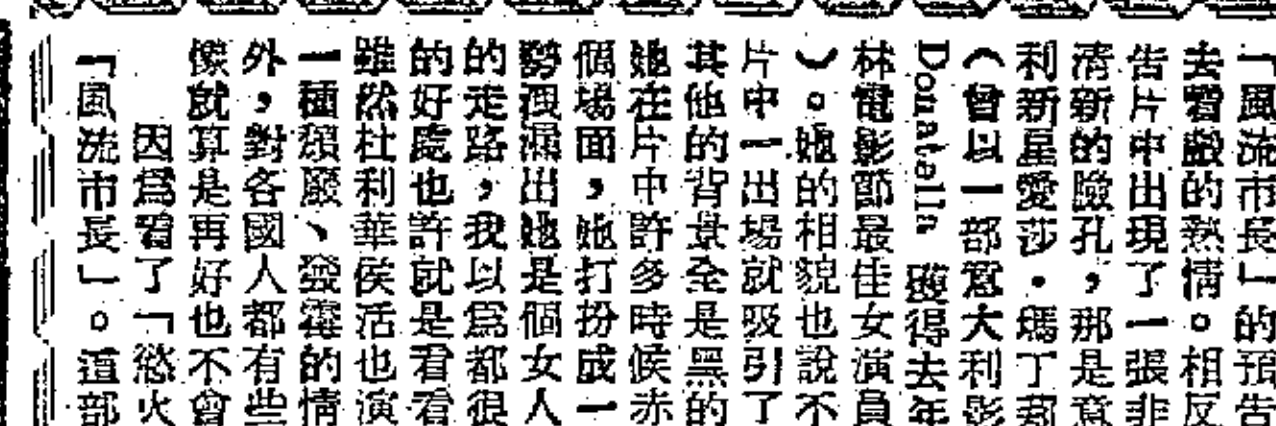 「風流市長」的預告
去看戲的熱情。相反
告片中出現了一張非
清新的臉孔,那是意
利新星愛莎·瑪丁莉
(曾以一部意大利影
Donatella 獲得去年
林電影節最佳女演員
)。她的相貌也說不
片中一出場就吸引了
其他的背景全是黑的
她在片中許多時候赤
個場面,她打扮成一
勢洩漏出她是個女人
的走路,我以為都很
的好處也許就是看看
雖然杜利華侯活也演
一種頹廢、發霉的情
外,對各國人都有些
傑就算是再好也不會
因為看了「慾火
「風流市長」。這部